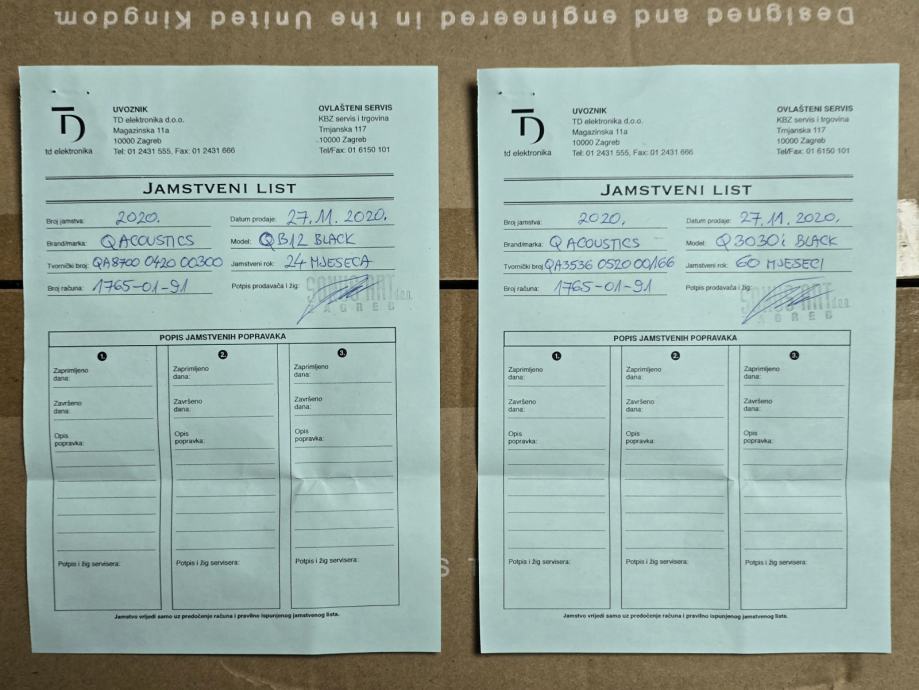 Designed and engineered in the United Kingdom
UVOZNIK
TD elektronika d.o.o.
Magazinska 11a
10000 Zagreb
Tel: 01 2431 555, Fax: 01 2431 666
td elektronika
OVLAŠTENI SERVIS
KBZ servis i trgovina
Trnjanska 117
10000 Zagreb
Tel/Fax: 01 6150 101
JAMSTVENI LIST
Broj jamstva: 2020. Datum prodaje: 27.11.2020.
Brand/marka: Q ACOUSTICS Model: QB12 BLACK
Tvornički broj: QA8700 0420 00300 Jamstveni rok: 24 MJESECA
Broj računa: 1765-01-91 Potpis prodavača i žig:
SONUS ART d.o.o.
ZAGREB
POPIS JAMSTVENIH POPRAVAKA
1. 2. 3.
Zaprimljeno dana: Zaprimljeno dana: Zaprimljeno dana:
Završeno dana: Završeno dana: Završeno dana:
Opis popravka: Opis popravka: Opis popravka:
Potpis i žig servisera: Potpis i žig servisera: Potpis i žig servisera:
Jamstvo vrijedi samo uz predočenje računa i pravilno ispunjenog jamstvenog lista.
UVOZNIK
TD elektronika d.o.o.
Magazinska 11a
10000 Zagreb
Tel: 01 2431 555, Fax: 01 2431 666
td elektronika
OVLAŠTENI SERVIS
KBZ servis i trgovina
Trnjanska 117
10000 Zagreb
Tel/Fax: 01 6150 101
JAMSTVENI LIST
Broj jamstva: 2020. Datum prodaje: 27.11.2020.
Brand/marka: Q ACOUSTICS Model: Q3030i BLACK
Tvornički broj: QA3536 0520 00166 Jamstveni rok: 60 MJESECI
Broj računa: 1765-01-91 Potpis prodavača i žig:
SONUS ART d.o.o.
ZAGREB
POPIS JAMSTVENIH POPRAVAKA
1. 2. 3.
Zaprimljeno dana: Zaprimljeno dana: Zaprimljeno dana:
Završeno dana: Završeno dana: Završeno dana:
Opis popravka: Opis popravka: Opis popravka:
Potpis i žig servisera: Potpis i žig servisera: Potpis i žig servisera:
Jamstvo vrijedi samo uz predočenje računa i pravilno ispunjenog jamstvenog lista.